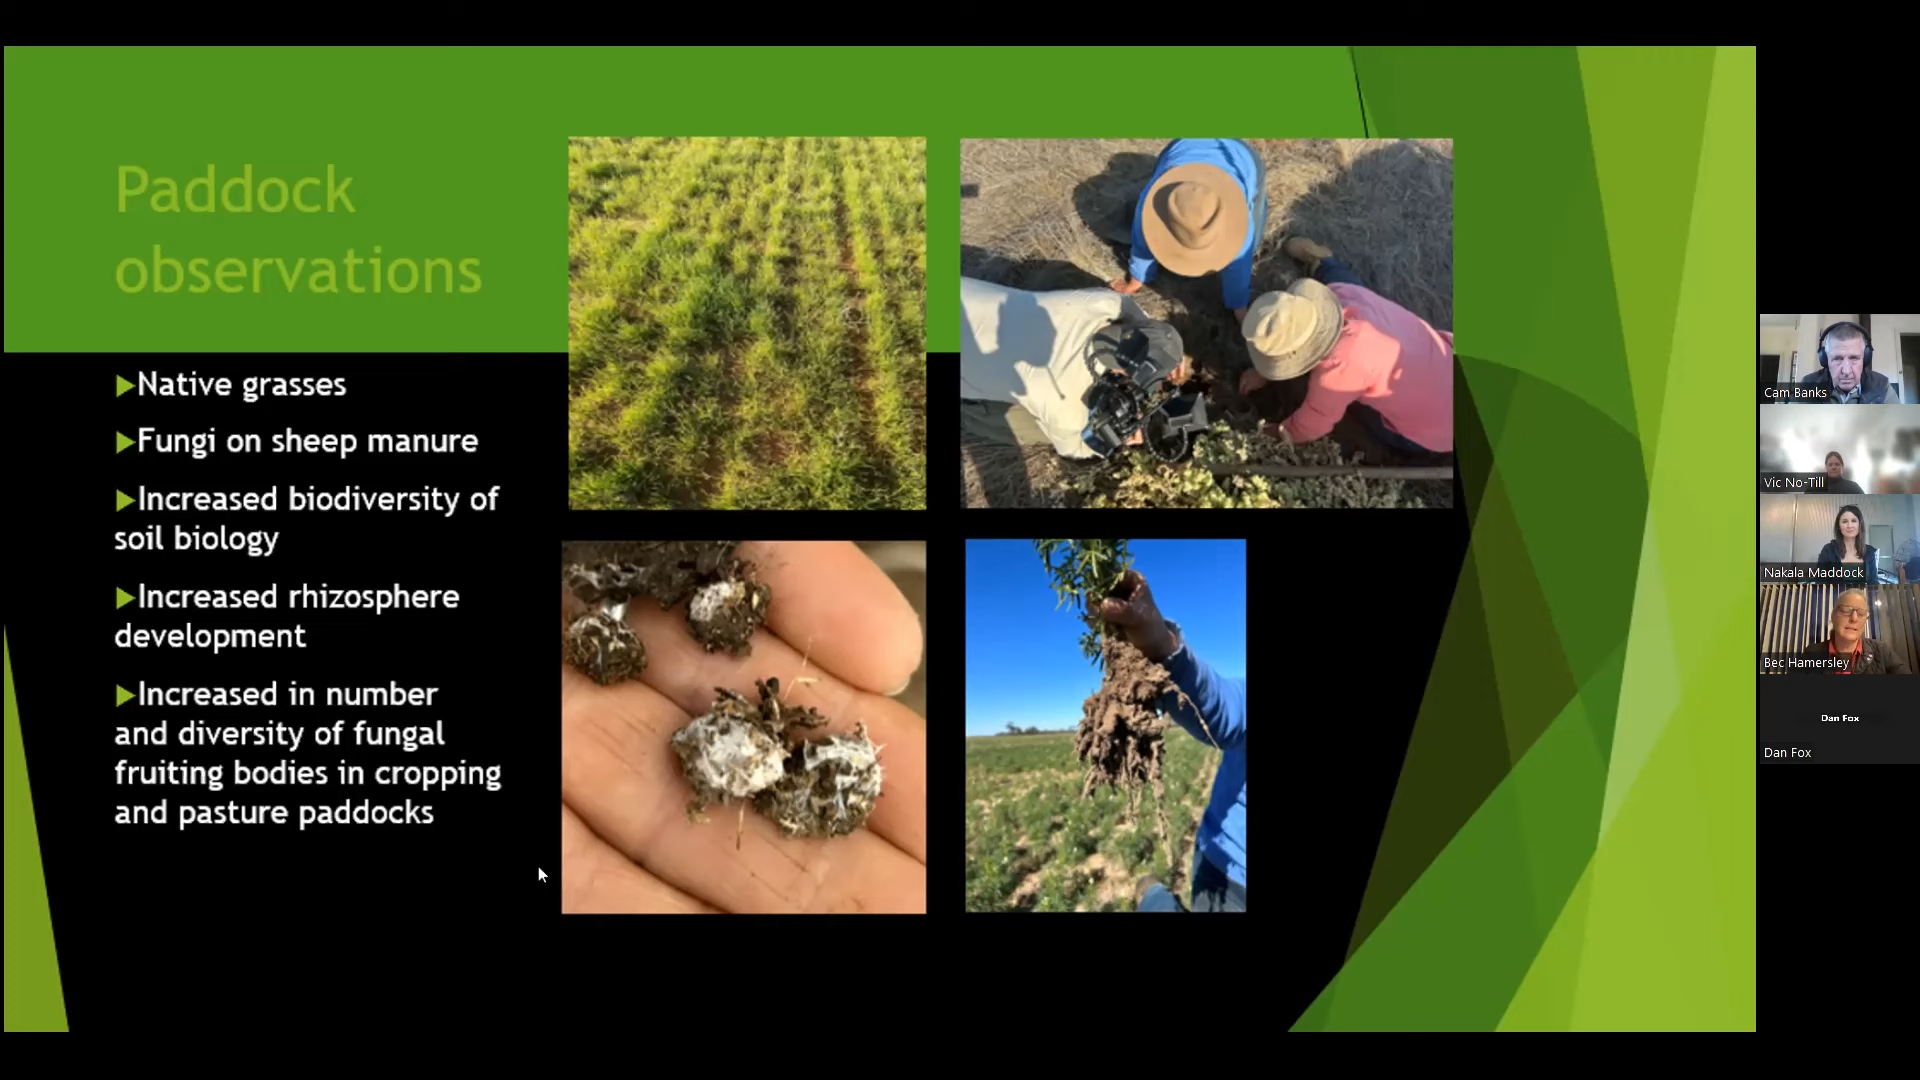 Paddock
observations
Native grasses
Fungi on sheep manure
Increased biodiversity of
soil biology
Increased rhizosphere
development
Increased in number
and diversity of fungal
fruiting bodies in cropping
and pasture paddocks
Cam Banks
Vic No-Till
Nakala Maddock
Bec Hamersley
Dan Fox
Dan Fox